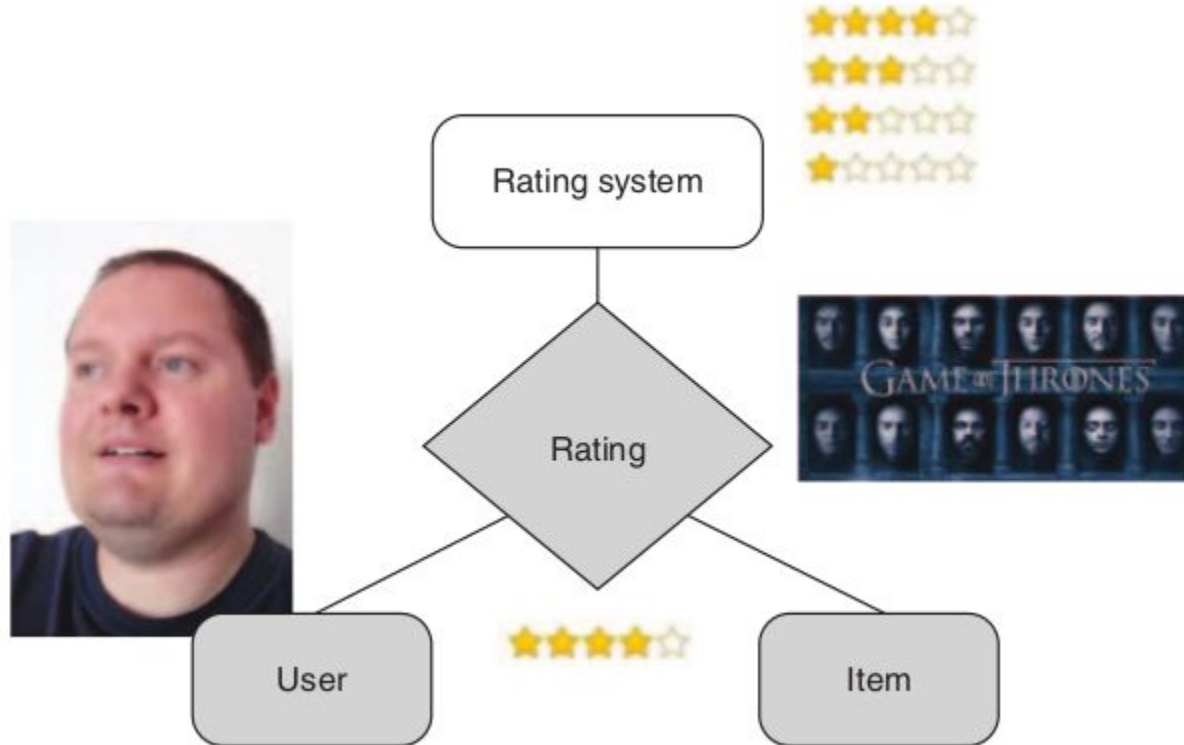 Rating system
GAME OF THRONES
Rating
User
Item